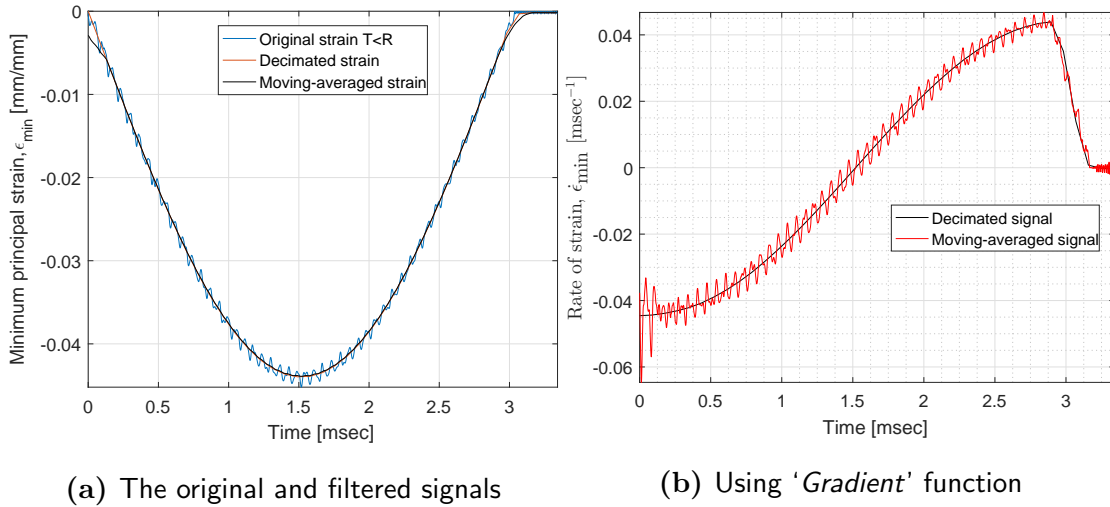 0
-0.01
-0.02
-0.03
-0.04
Minimum principal strain, ϵ_min [mm/mm]
Original strain T<R
Decimated strain
Moving-averaged strain
0 0.5 1 1.5 2 2.5 3
Time [msec]
(a) The original and filtered signals
0.04
0.02
0
-0.02
-0.04
-0.06
Rate of strain, ϵ̇_min [msec⁻¹]
Decimated signal
Moving-averaged signal
0 0.5 1 1.5 2 2.5 3
Time [msec]
(b) Using ‘Gradient’ function